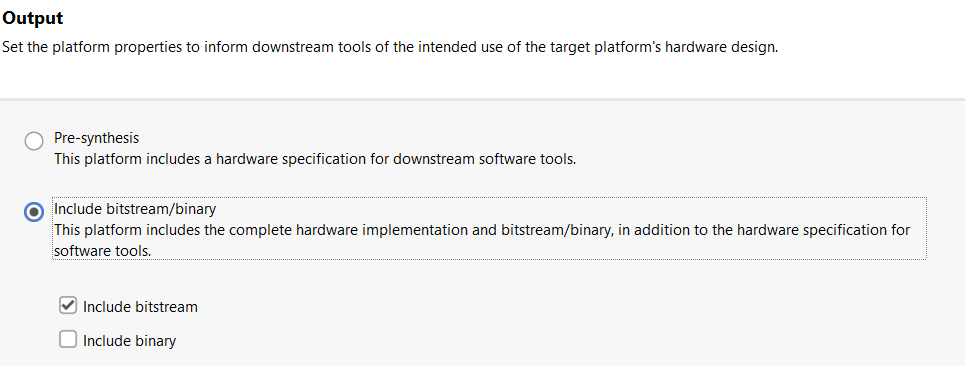 Output
Set the platform properties to inform downstream tools of the intended use of the target platform's hardware design.
Pre-synthesis
This platform includes a hardware specification for downstream software tools.
Include bitstream/binary
This platform includes the complete hardware implementation and bitstream/binary, in addition to the hardware specification for
software tools.
Include bitstream
Include binary